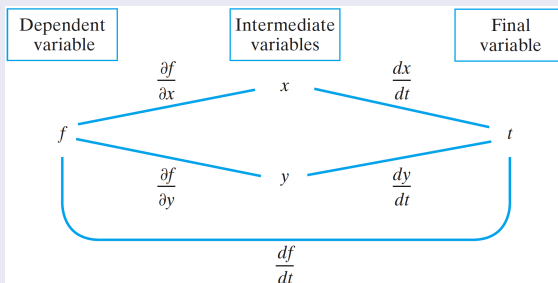 Dependent variable
Intermediate variables
Final variable
∂f/∂x
x
dx/dt
f
t
∂f/∂y
y
dy/dt
df/dt